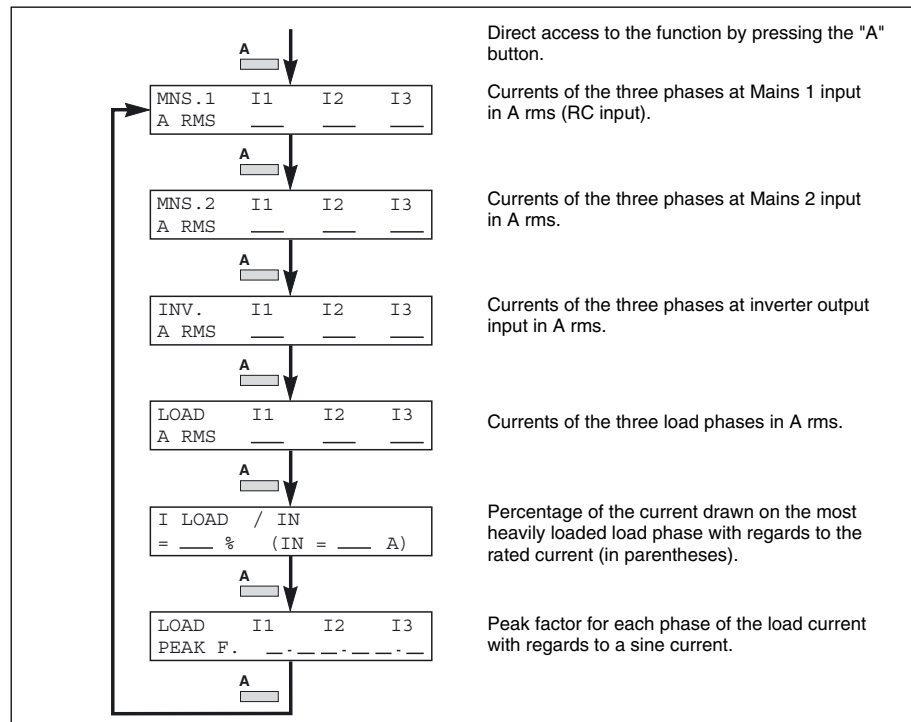 Direct access to the function by pressing the "A"
button.
A
MNS.1 I1 I2 I3
A RMS ___ ___ ___
Currents of the three phases at Mains 1 input
in A rms (RC input).
A
MNS.2 I1 I2 I3
A RMS ___ ___ ___
Currents of the three phases at Mains 2 input
in A rms.
A
INV. I1 I2 I3
A RMS ___ ___ ___
Currents of the three phases at inverter output
input in A rms.
A
LOAD I1 I2 I3
A RMS ___ ___ ___
Currents of the three load phases in A rms.
A
I LOAD / IN
= ___ % (IN = ___ A)
Percentage of the current drawn on the most
heavily loaded load phase with regards to the
rated current (in parentheses).
A
LOAD I1 I2 I3
PEAK F. _._ _._ _._
Peak factor for each phase of the load current
with regards to a sine current.
A